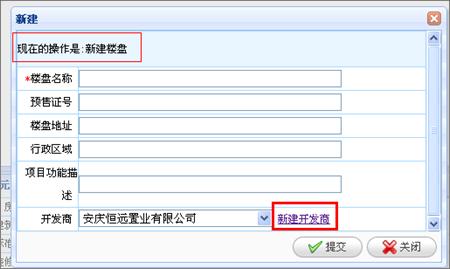 新建
现在的操作是:新建楼盘
*楼盘名称
预售证号
楼盘地址
行政区域
项目功能描
述
开发商 安庆恒远置业有限公司 新建开发商
提交 关闭
元